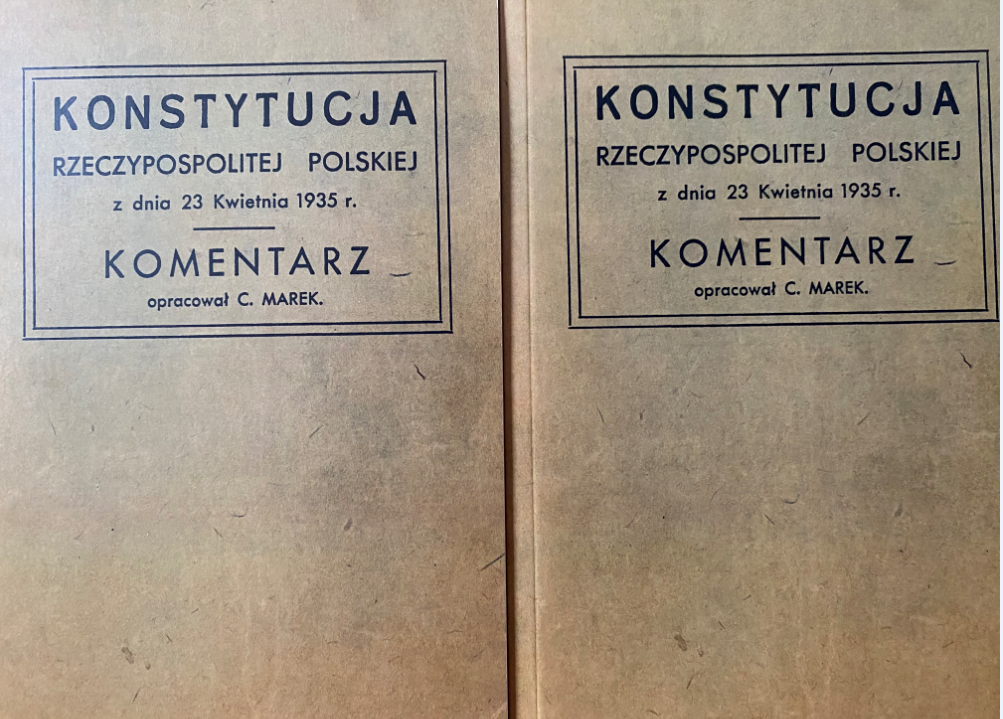 KONSTYTUCJA
RZECZYPOSPOLITEJ POLSKIEJ
z dnia 23 Kwietnia 1935 r.
KOMENTARZ
opracował C. MAREK.
KONSTYTUCJA
RZECZYPOSPOLITEJ POLSKIEJ
z dnia 23 Kwietnia 1935 r.
KOMENTARZ
opracował C. MAREK.